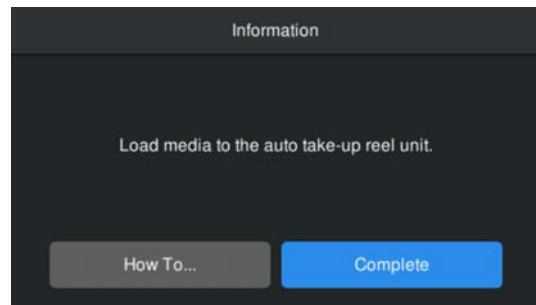 Information
Load media to the auto take-up reel unit.
How To...
Complete